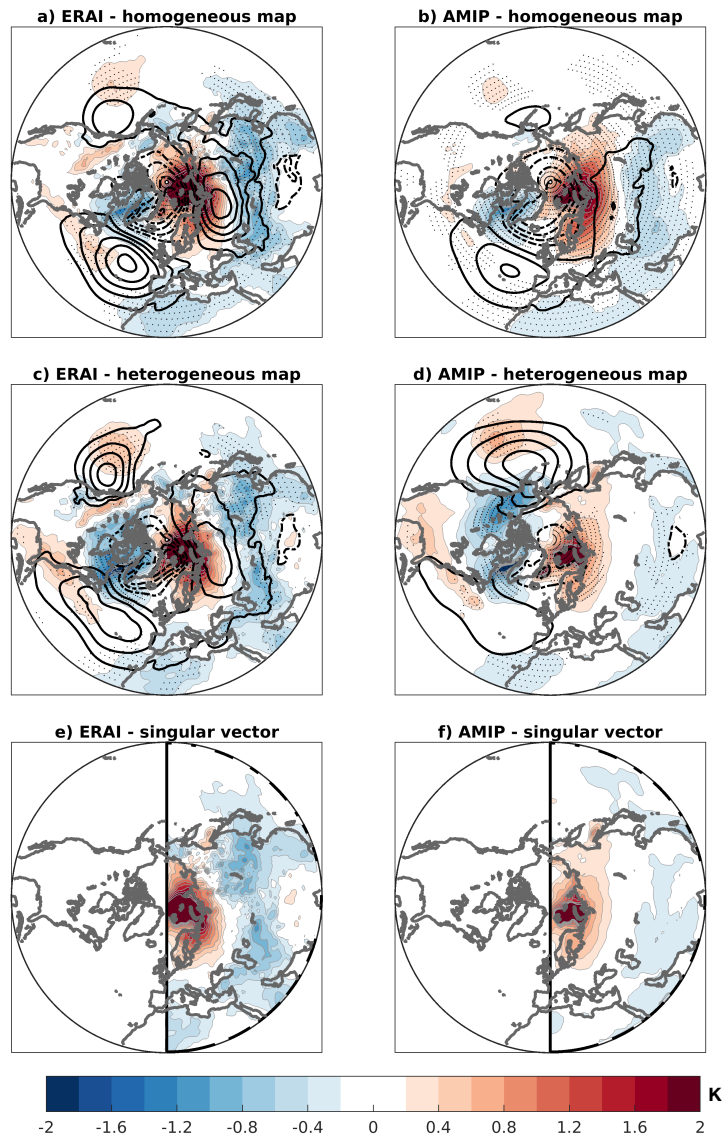 a) ERAI - homogeneous map
b) AMIP - homogeneous map
c) ERAI - heterogeneous map
d) AMIP - heterogeneous map
e) ERAI - singular vector
f) AMIP - singular vector
K
-2 -1.6 -1.2 -0.8 -0.4 0 0.4 0.8 1.2 1.6 2